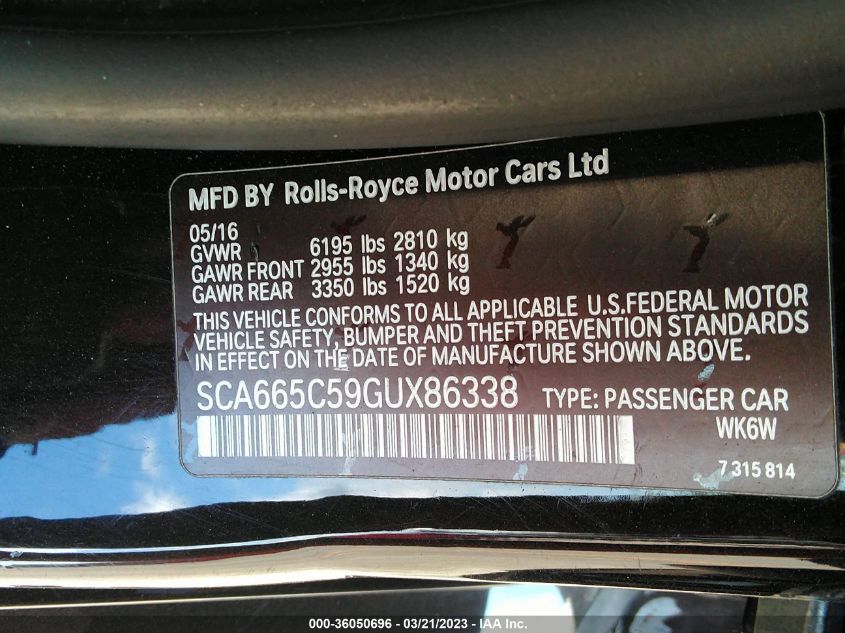 MFD BY Rolls-Royce Motor Cars Ltd
05/16
GVWR 6195 lbs 2810 kg
GAWR FRONT 2955 lbs 1340 kg
GAWR REAR 3350 lbs 1520 kg
THIS VEHICLE CONFORMS TO ALL APPLICABLE U.S.FEDERAL MOTOR
VEHICLE SAFETY, BUMPER AND THEFT PREVENTION STANDARDS
IN EFFECT ON THE DATE OF MANUFACTURE SHOWN ABOVE.
SCA665C59GUX86338 TYPE: PASSENGER CAR
WK6W
7 315 814
000-36050696 - 03/21/2023 - IAA Inc.